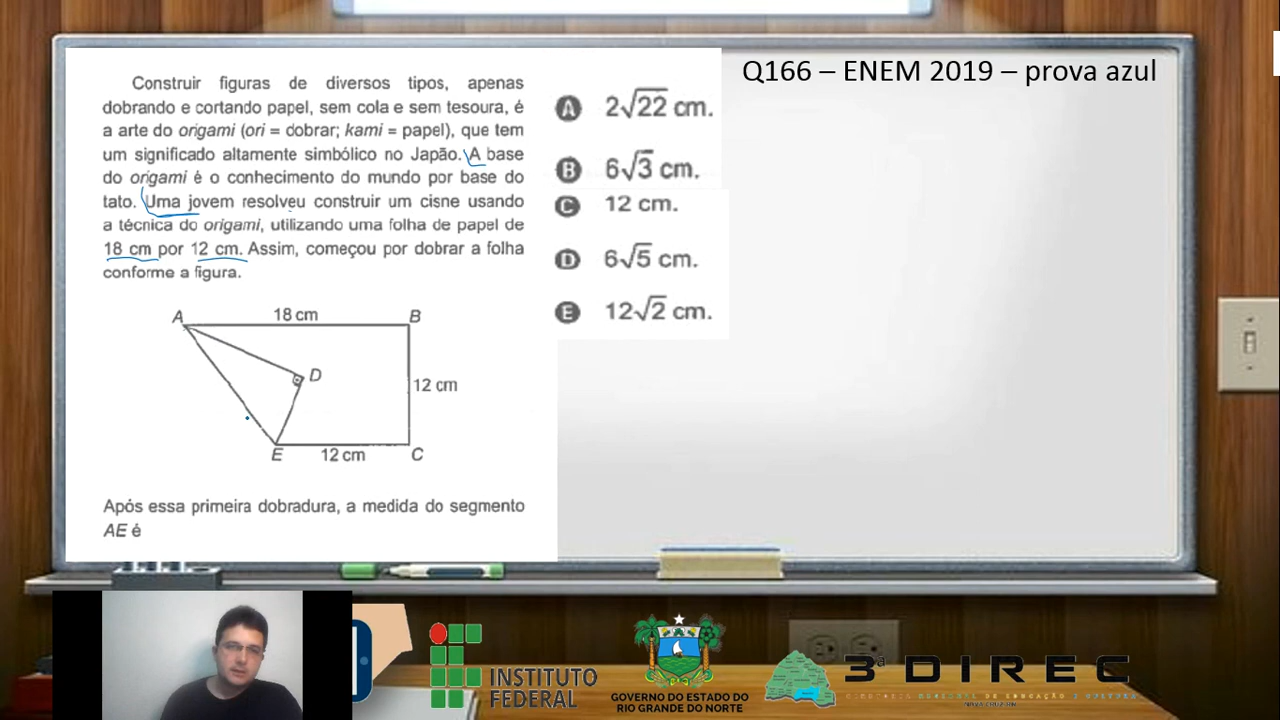 Q166 – ENEM 2019 – prova azul
Construir figuras de diversos tipos, apenas
dobrando e cortando papel, sem cola e sem tesoura, é
a arte do origami (ori = dobrar; kami = papel), que tem
um significado altamente simbólico no Japão. A base
do origami é o conhecimento do mundo por base do
tato. Uma jovem resolveu construir um cisne usando
a técnica do origami, utilizando uma folha de papel de
18 cm por 12 cm. Assim, começou por dobrar a folha
conforme a figura.
A 18 cm B
D
12 cm
E 12 cm C
Após essa primeira dobradura, a medida do segmento
AE é
A 2√22 cm.
B 6√3 cm.
C 12 cm.
D 6√5 cm.
E 12√2 cm.
INSTITUTO
FEDERAL
GOVERNO DO ESTADO DO
RIO GRANDE DO NORTE
3ª DIREC